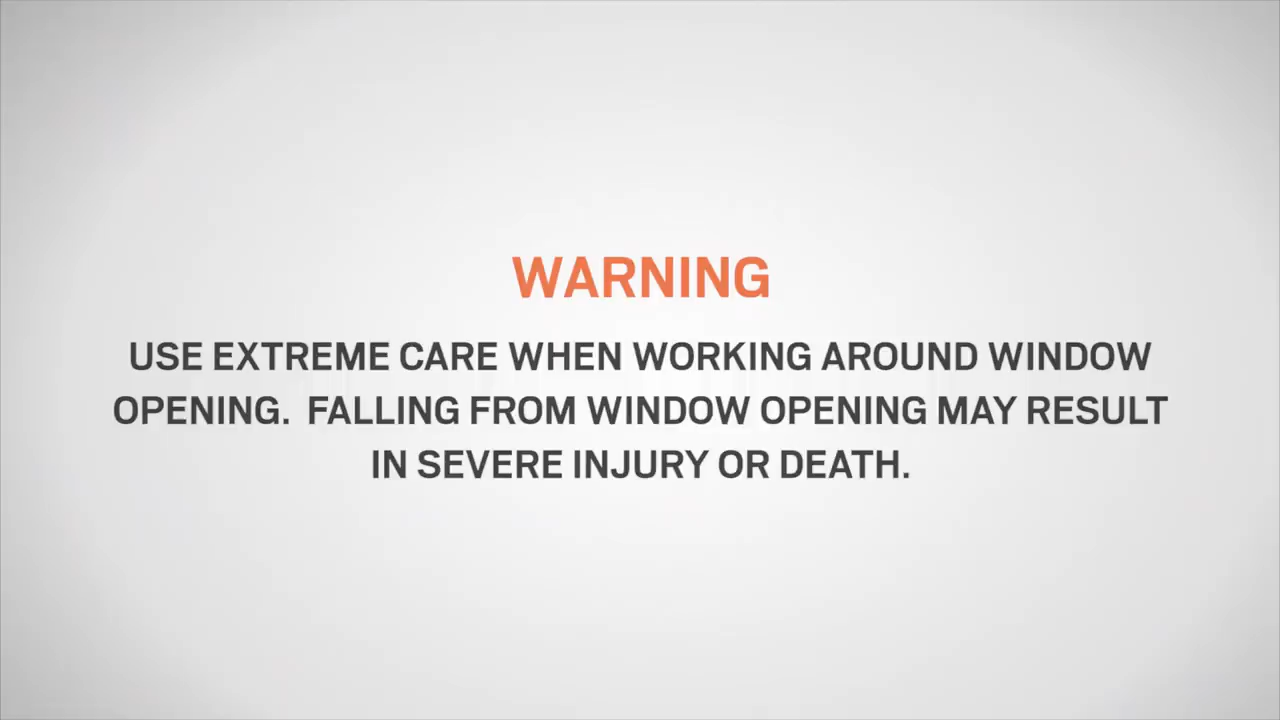 WARNING
USE EXTREME CARE WHEN WORKING AROUND WINDOW
OPENING.  FALLING FROM WINDOW OPENING MAY RESULT
IN SEVERE INJURY OR DEATH.